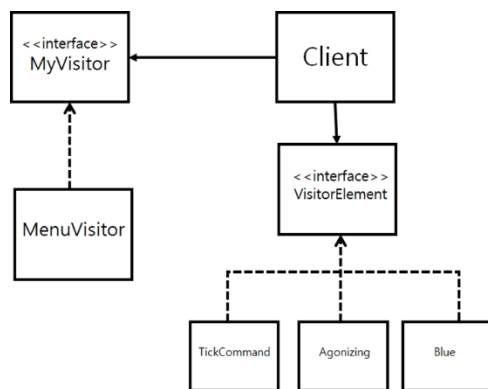 <<interface>>
MyVisitor
Client
<<interface>>
VisitorElement
MenuVisitor
TickCommand
Agonizing
Blue